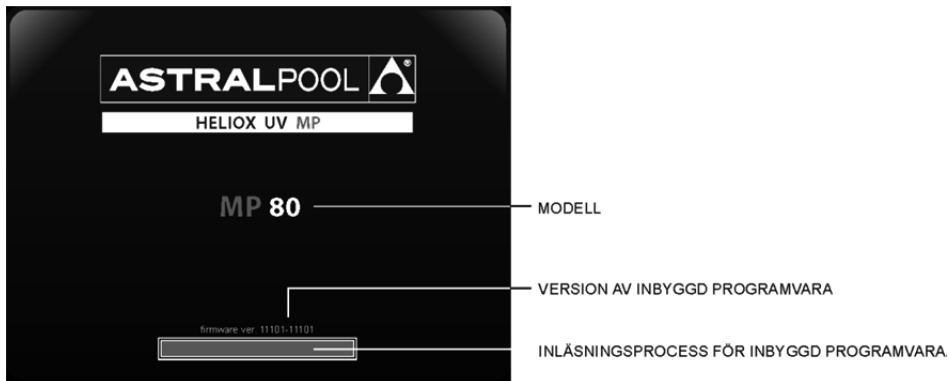 ASTRALPOOL
HELIOX UV MP
MP 80
MODELL
VERSION AV INBYGGD PROGRAMVARA
firmware ver. 11101-11101
INLÄSNINGSPROCESS FÖR INBYGGD PROGRAMVARA.